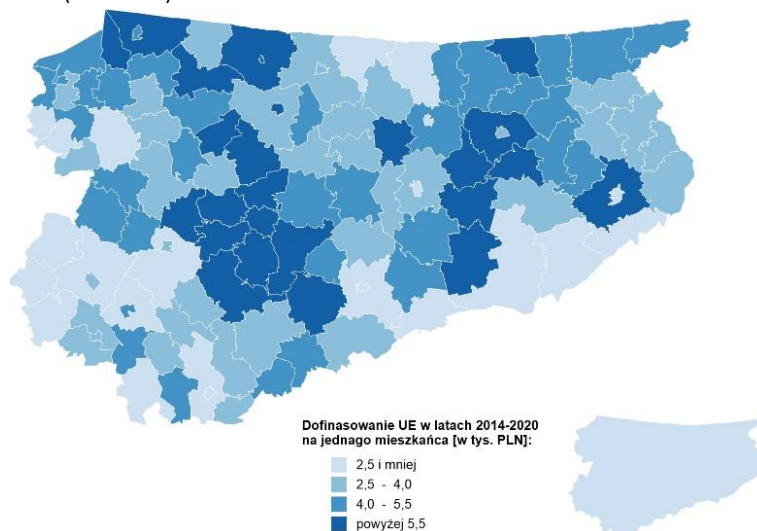 Dofinasowanie UE w latach 2014-2020
na jednego mieszkańca [w tys. PLN]:
2,5 i mniej
2,5 - 4,0
4,0 - 5,5
powyżej 5,5